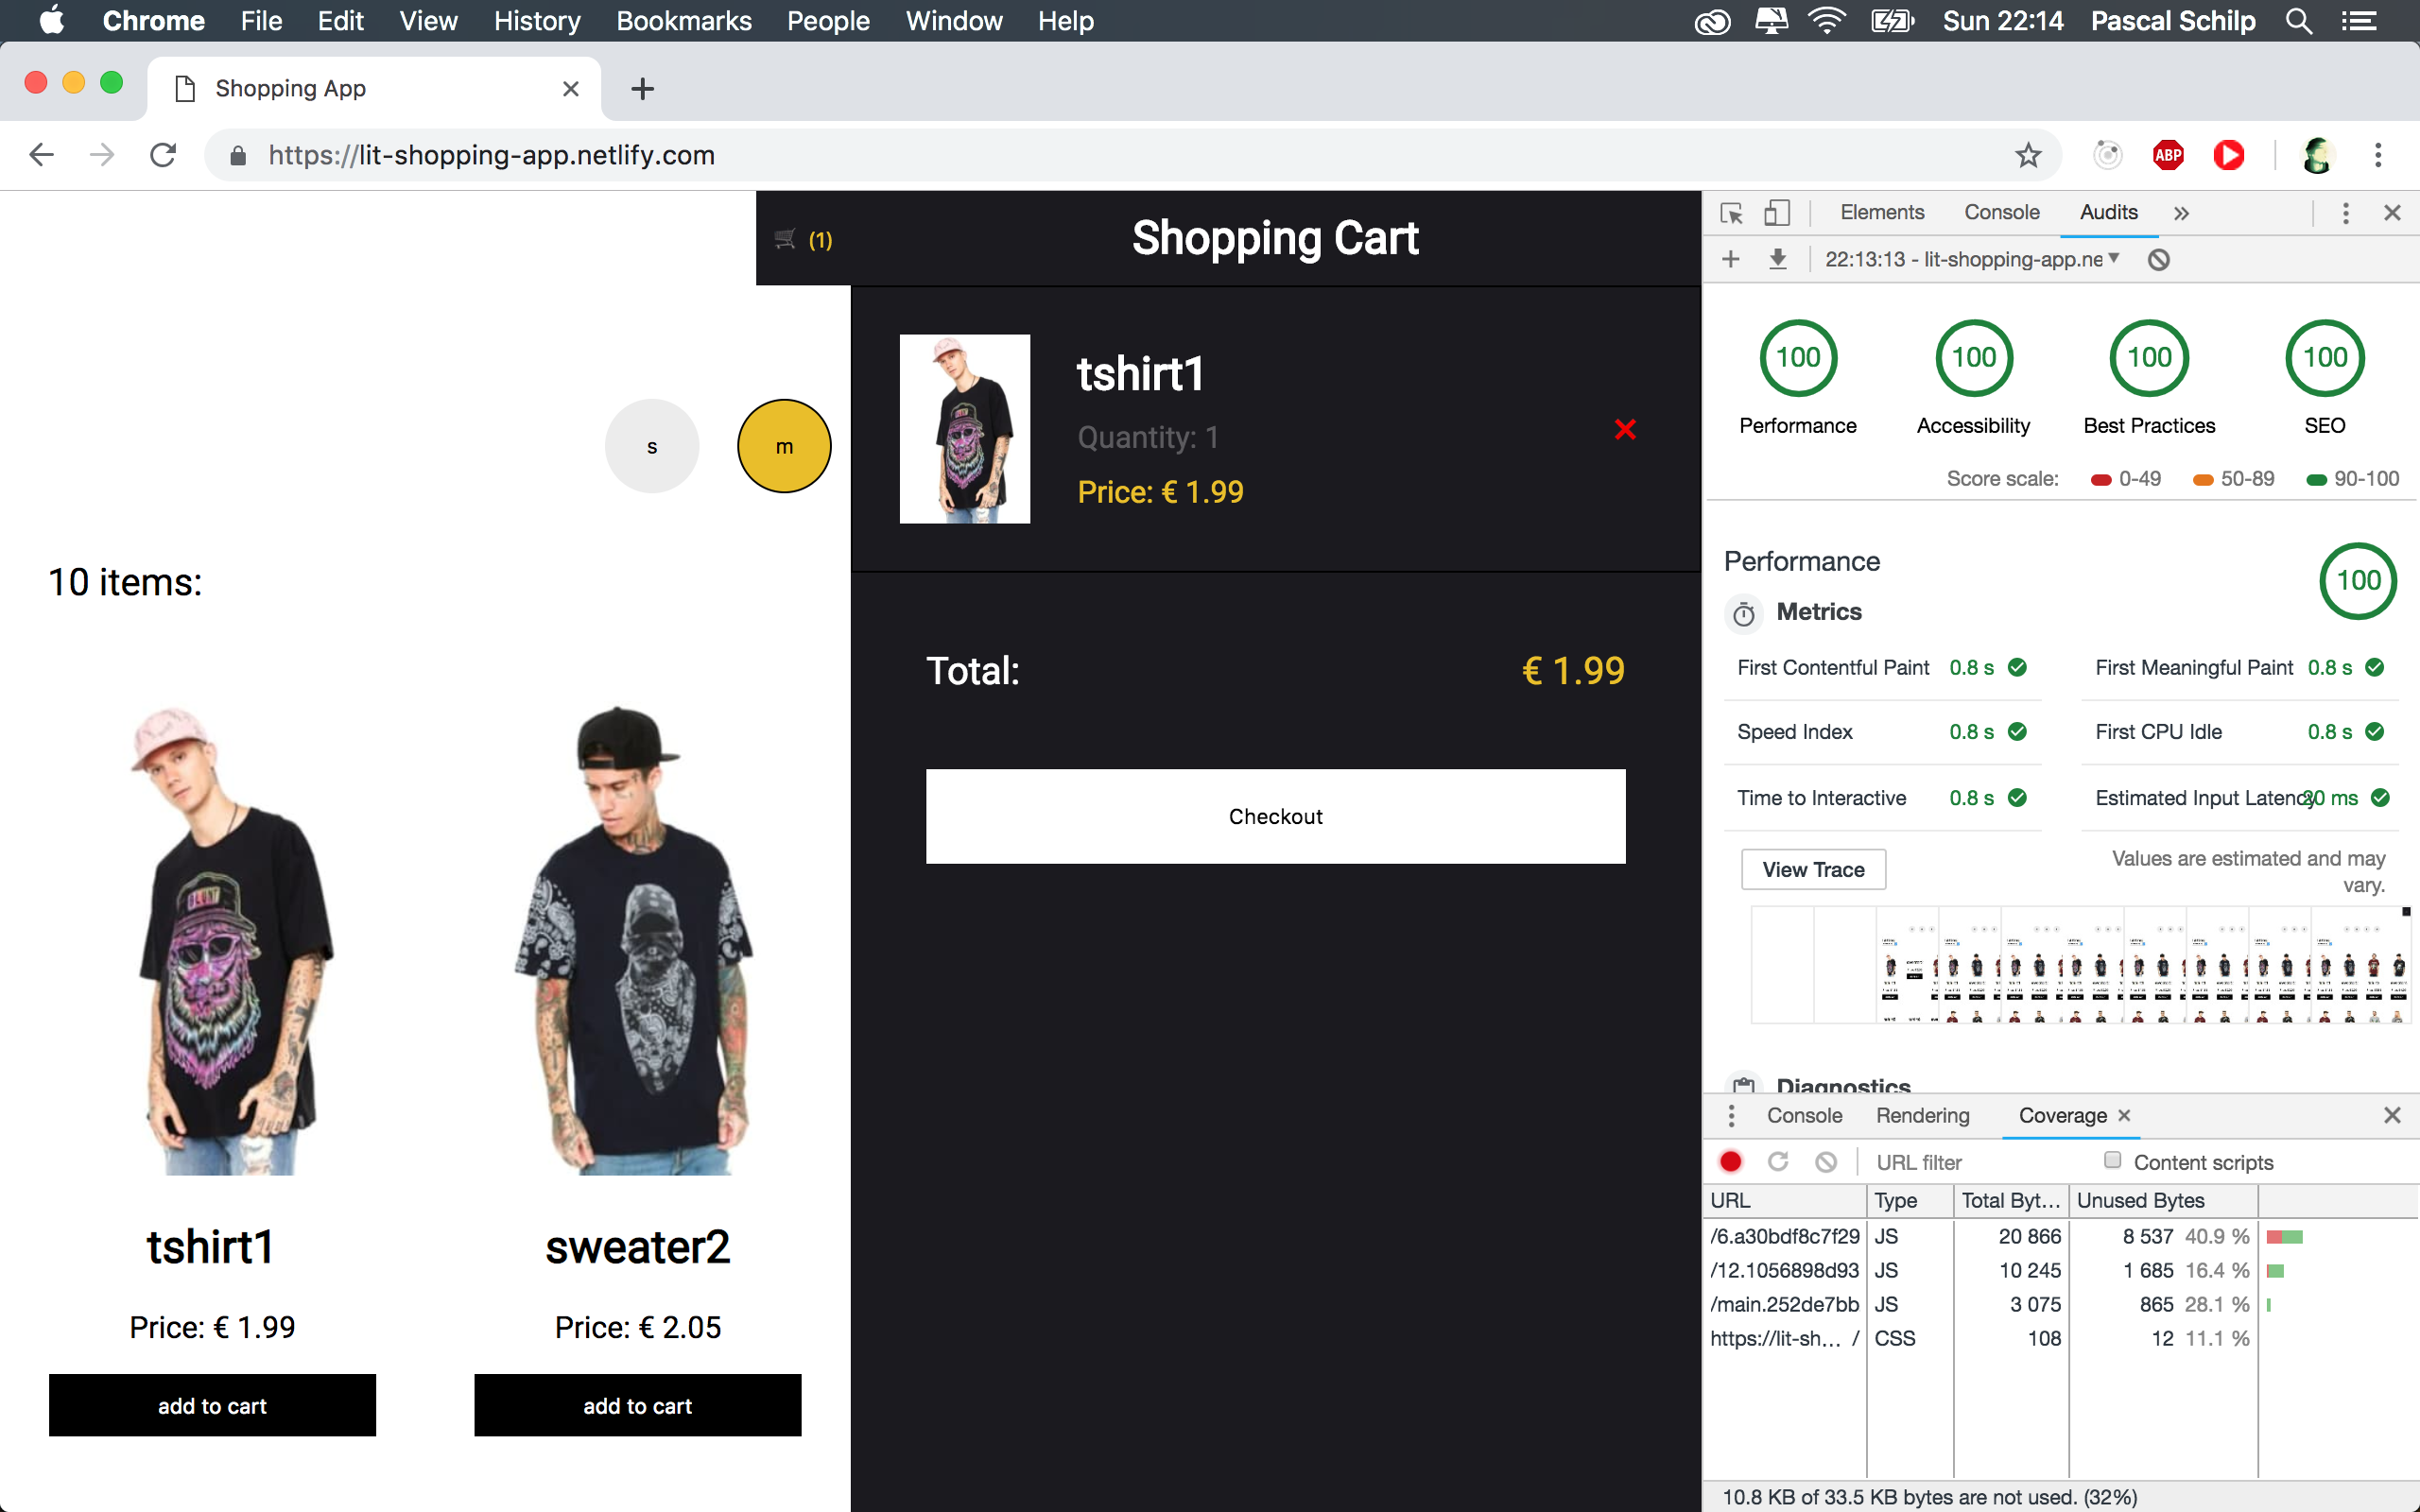 Chrome File Edit View History Bookmarks People Window Help Sun 22:14 Pascal Schilp
Shopping App
https://lit-shopping-app.netlify.com
ABP
(1)
Shopping Cart
tshirt1
Quantity: 1
Price: € 1.99
s
m
10 items:
Total:
€ 1.99
Checkout
tshirt1
Price: € 1.99
add to cart
sweater2
Price: € 2.05
add to cart
Elements Console Audits
22:13:13 - lit-shopping-app.ne
100 100 100 100
Performance Accessibility Best Practices SEO
Score scale: 0-49 50-89 90-100
Performance
100
Metrics
First Contentful Paint 0.8 s
First Meaningful Paint 0.8 s
Speed Index 0.8 s
First CPU Idle 0.8 s
Time to Interactive 0.8 s
Estimated Input Latency 20 ms
View Trace
Values are estimated and may
vary.
Diagnostics
Console Rendering Coverage
URL filter Content scripts
URL Type Total Byt… Unused Bytes
/6.a30bdf8c7f29 JS 20 866 8 537 40.9 %
/12.1056898d93 JS 10 245 1 685 16.4 %
/main.252de7bb JS 3 075 865 28.1 %
https://lit-sh… / CSS 108 12 11.1 %
10.8 KB of 33.5 KB bytes are not used. (32%)